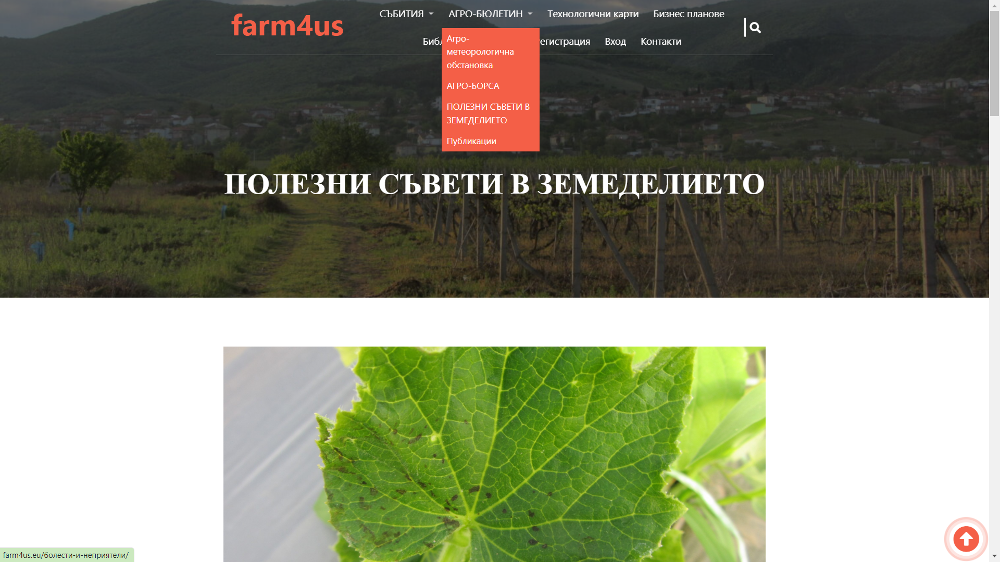 farm4us
СЪБИТИЯ
АГРО-БЮЛЕТИН
Технологични карти
Бизнес планове
Вход
Контакти
Агро-
метеорологична
обстановка
АГРО-БОРСА
ПОЛЕЗНИ СЪВЕТИ В
ЗЕМЕДЕЛИЕТО
Публикации
ПОЛЕЗНИ СЪВЕТИ В ЗЕМЕДЕЛИЕТО
farm4us.eu/болести-и-неприятели/